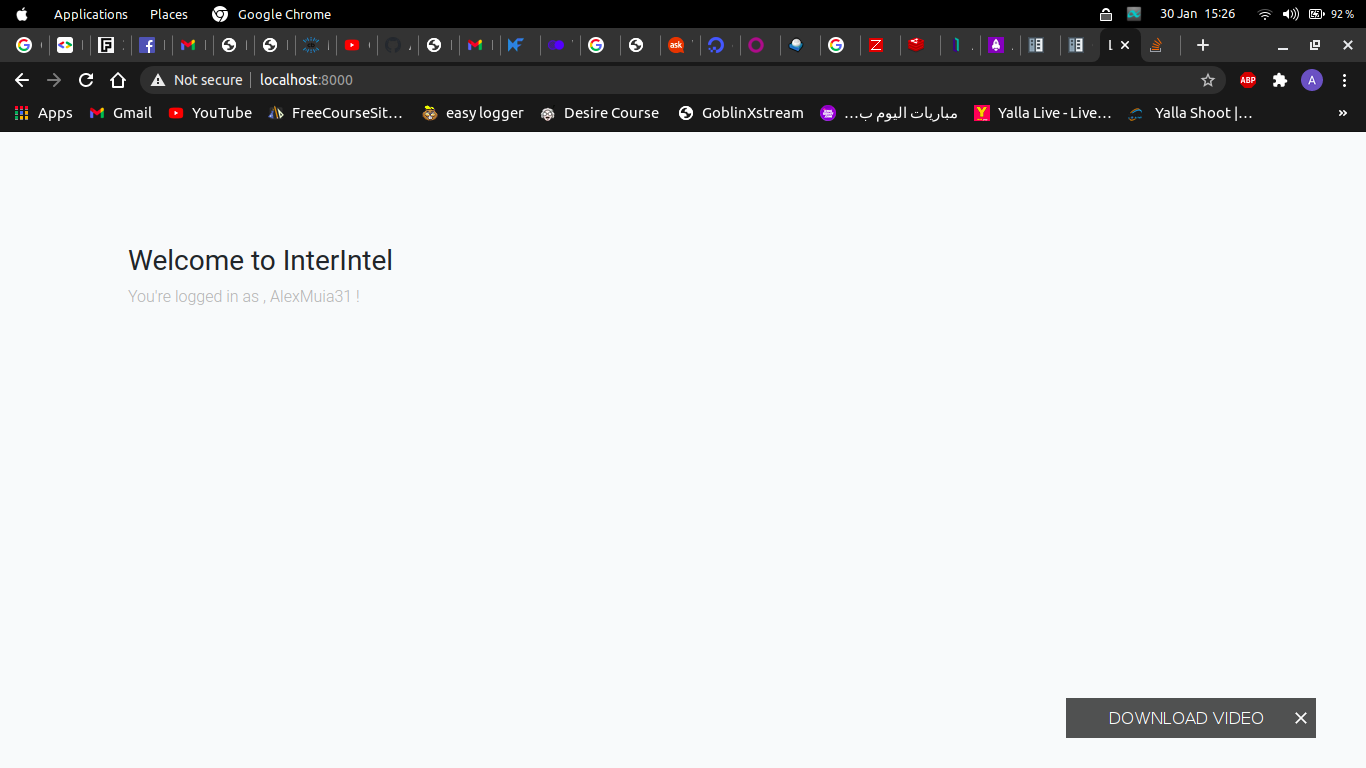 Applications Places Google Chrome 30 Jan 15:26 92 %
ask
Not secure localhost:8000 ABP A
Apps Gmail YouTube FreeCourseSit… easy logger Desire Course GoblinXstream مباريات اليوم ب… Yalla Live - Live… Yalla Shoot |… »
Welcome to InterIntel
You're logged in as , AlexMuia31 !
DOWNLOAD VIDEO